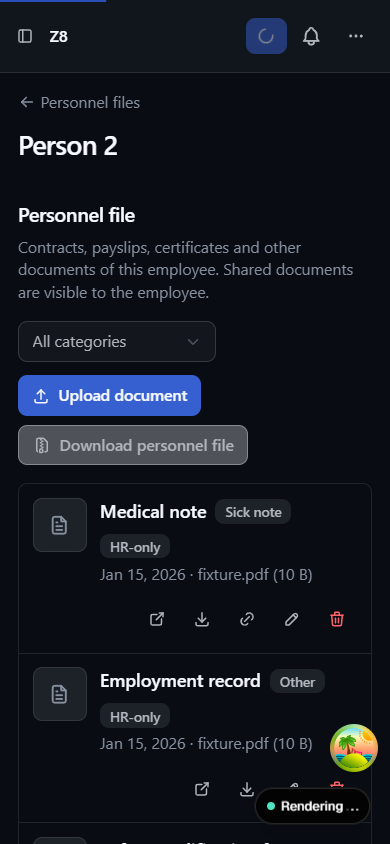 Z8
Personnel files
Person 2
Personnel file
Contracts, payslips, certificates and other
documents of this employee. Shared documents
are visible to the employee.
All categories
Upload document
Download personnel file
Medical note Sick note
HR-only
Jan 15, 2026 · fixture.pdf (10 B)
Employment record Other
HR-only
Jan 15, 2026 · fixture.pdf (10 B)
Rendering ...